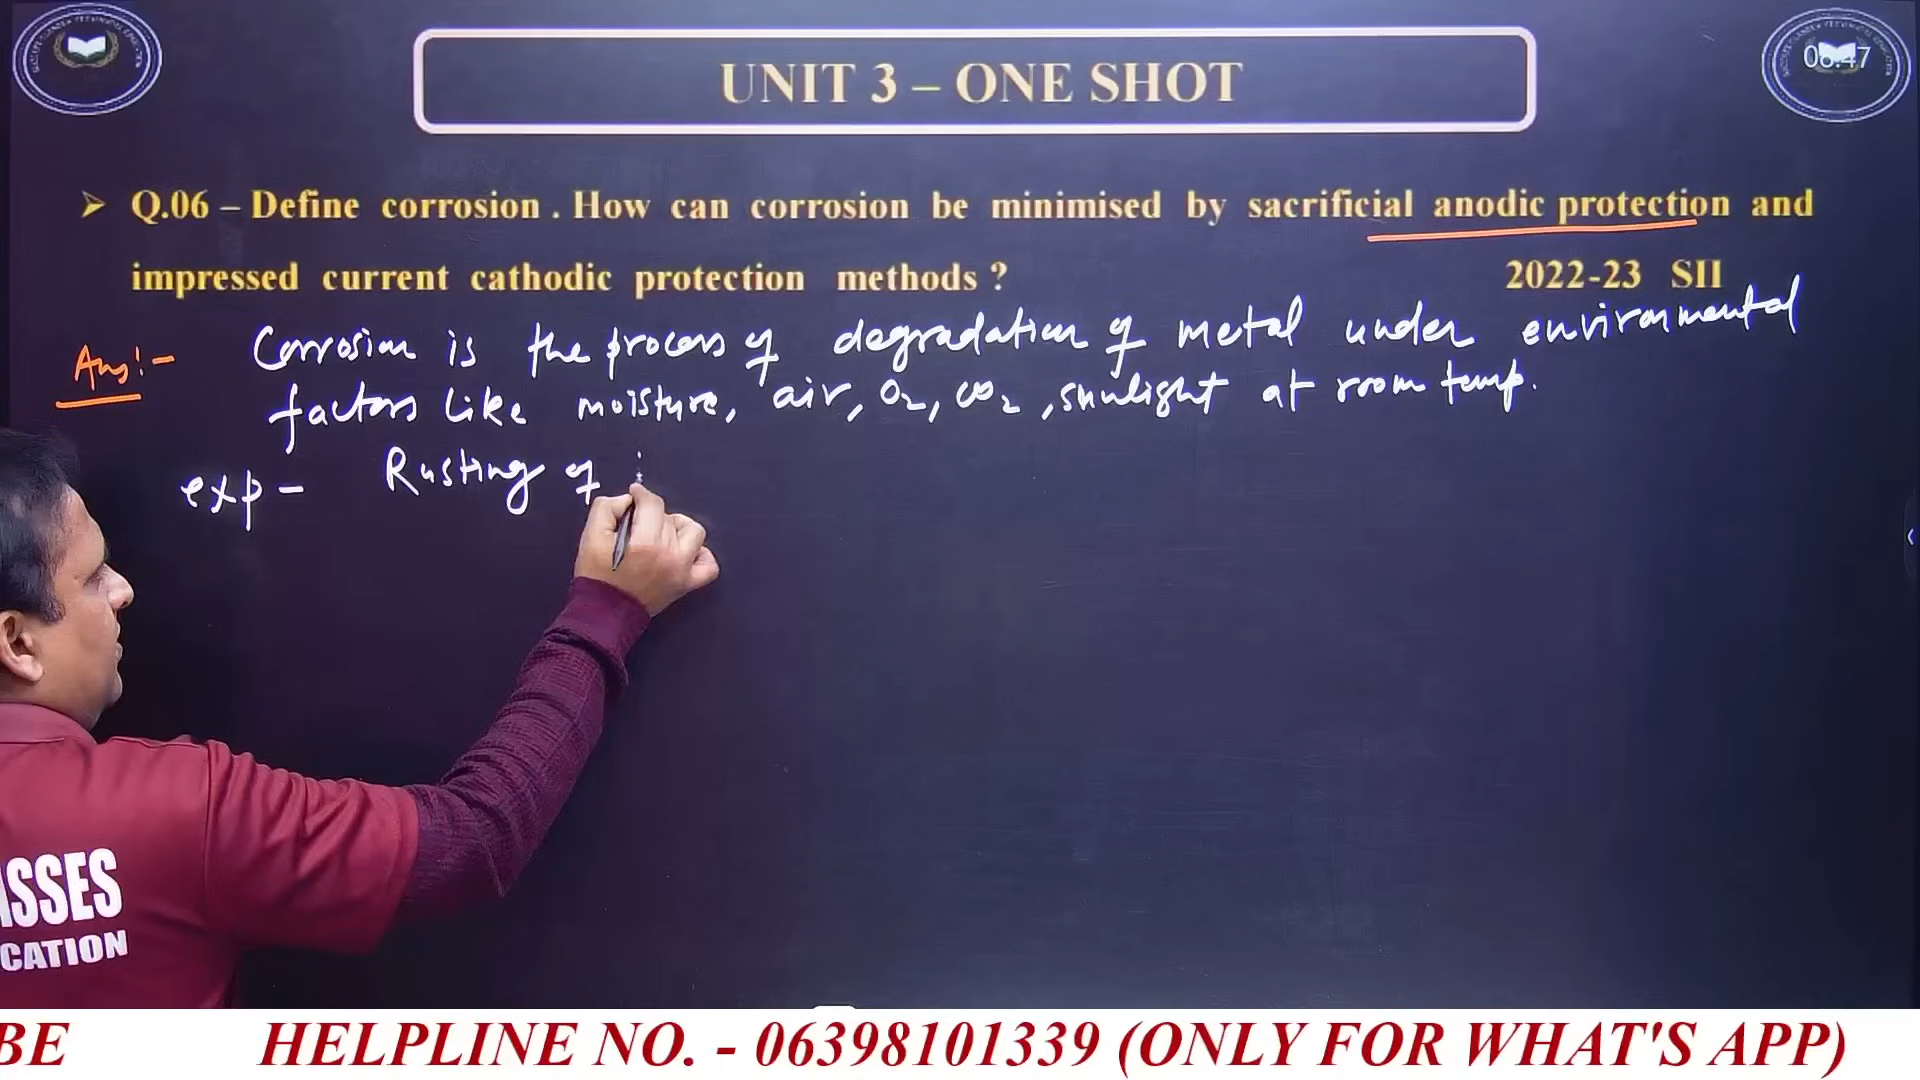 UNIT 3 – ONE SHOT
06:47
➤ Q.06 – Define corrosion . How can corrosion be minimised by sacrificial anodic protection and
impressed current cathodic protection methods ? 2022-23 SII
Ans:- Corrosion is the process of degradation of metal under environmental
factors like moisture, air, O₂, CO₂, sunlight at room temp.
exp- Rusting of i
ASSES
CATION
BE HELPLINE NO. - 06398101339 (ONLY FOR WHAT'S APP)